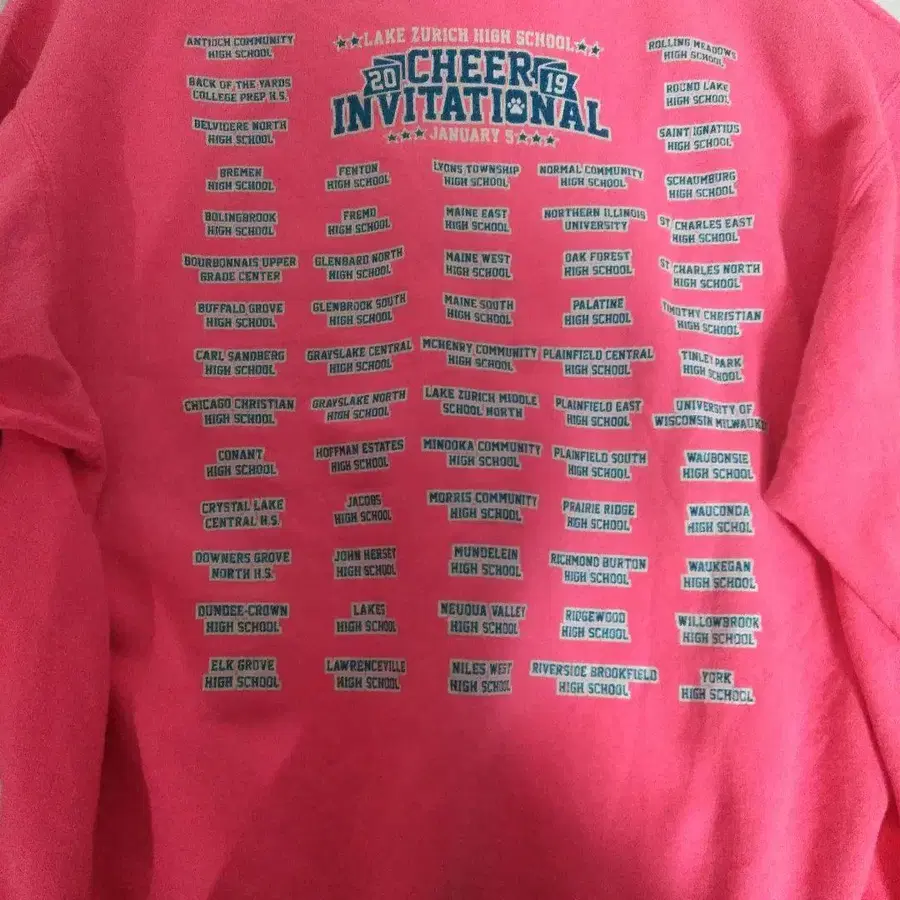 LAKE ZURICH HIGH SCHOOL
20 CHEER 19
INVITATIONAL
JANUARY 5
ANTIOCH COMMUNITY
HIGH SCHOOL
BACK OF THE YARDS
COLLEGE PREP H.S.
BELVIDERE NORTH
HIGH SCHOOL
BREMEN
HIGH SCHOOL
BOLINGBROOK
HIGH SCHOOL
BOURBONNAIS UPPER
GRADE CENTER
BUFFALO GROVE
HIGH SCHOOL
CARL SANDBERG
HIGH SCHOOL
CHICAGO CHRISTIAN
HIGH SCHOOL
CONANT
HIGH SCHOOL
CRYSTAL LAKE
CENTRAL H.S.
DOWNERS GROVE
NORTH H.S.
DUNDEE-CROWN
HIGH SCHOOL
ELK GROVE
HIGH SCHOOL
FENTON
HIGH SCHOOL
FREMD
HIGH SCHOOL
GLENBARD NORTH
HIGH SCHOOL
GLENBROOK SOUTH
HIGH SCHOOL
GRAYSLAKE CENTRAL
HIGH SCHOOL
GRAYSLAKE NORTH
HIGH SCHOOL
HOFFMAN ESTATES
HIGH SCHOOL
JACOBS
HIGH SCHOOL
JOHN HERSEY
HIGH SCHOOL
LAKES
HIGH SCHOOL
LAWRENCEVILLE
HIGH SCHOOL
LYONS TOWNSHIP
HIGH SCHOOL
MAINE EAST
HIGH SCHOOL
MAINE WEST
HIGH SCHOOL
MAINE SOUTH
HIGH SCHOOL
MCHENRY COMMUNITY
HIGH SCHOOL
LAKE ZURICH MIDDLE
SCHOOL NORTH
MINOOKA COMMUNITY
HIGH SCHOOL
MORRIS COMMUNITY
HIGH SCHOOL
MUNDELEIN
HIGH SCHOOL
NEUQUA VALLEY
HIGH SCHOOL
NILES WEST
HIGH SCHOOL
NORMAL COMMUNITY
HIGH SCHOOL
NORTHERN ILLINOIS
UNIVERSITY
OAK FOREST
HIGH SCHOOL
PALATINE
HIGH SCHOOL
PLAINFIELD CENTRAL
HIGH SCHOOL
PLAINFIELD EAST
HIGH SCHOOL
PLAINFIELD SOUTH
HIGH SCHOOL
PRAIRIE RIDGE
HIGH SCHOOL
RICHMOND BURTON
HIGH SCHOOL
RIDGEWOOD
HIGH SCHOOL
RIVERSIDE BROOKFIELD
HIGH SCHOOL
ROLLING MEADOWS
HIGH SCHOOL
ROUND LAKE
HIGH SCHOOL
SAINT IGNATIUS
HIGH SCHOOL
SCHAUMBURG
HIGH SCHOOL
ST CHARLES EAST
HIGH SCHOOL
ST CHARLES NORTH
HIGH SCHOOL
TIMOTHY CHRISTIAN
HIGH SCHOOL
TINLEY PARK
HIGH SCHOOL
UNIVERSITY OF
WISCONSIN MILWAUKEE
WAUBONSIE
HIGH SCHOOL
WAUCONDA
HIGH SCHOOL
WAUKEGAN
HIGH SCHOOL
WILLOWBROOK
HIGH SCHOOL
YORK
HIGH SCHOOL